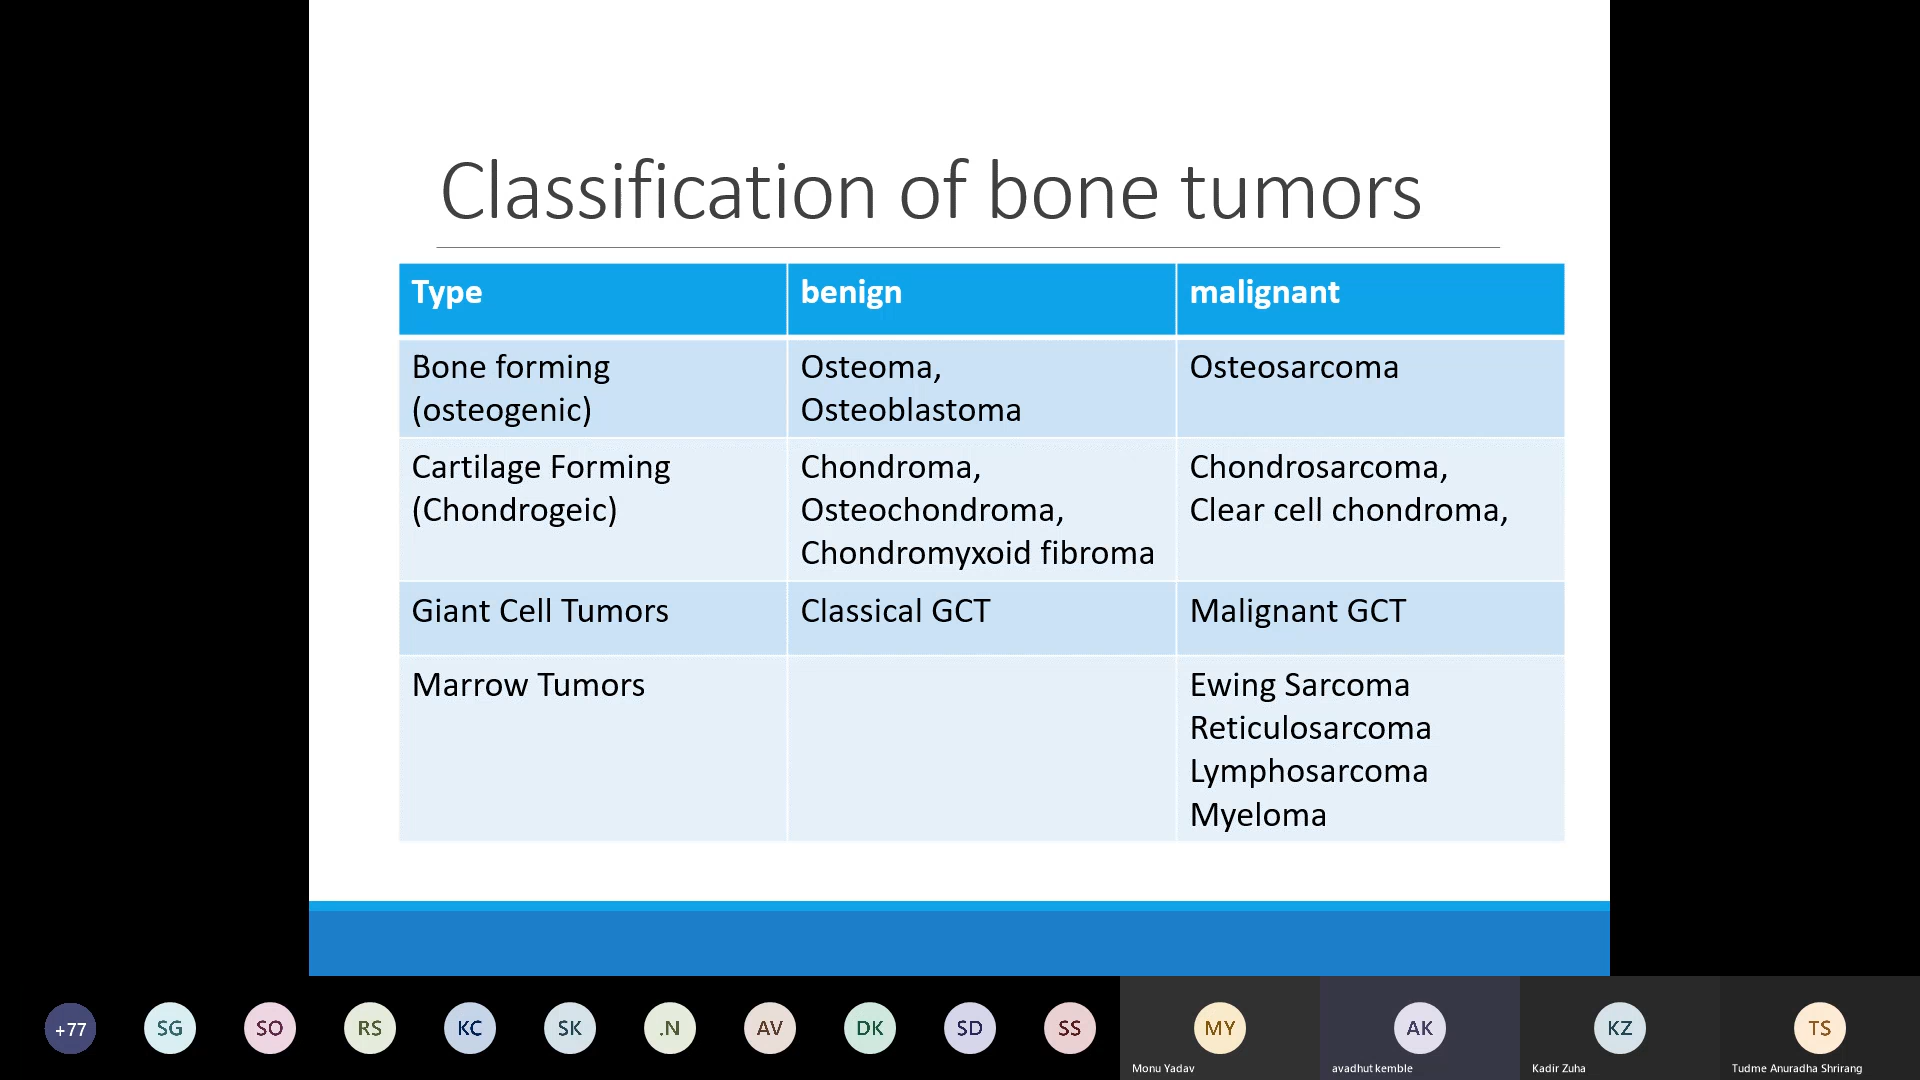 Classification of bone tumors
Type benign malignant
Bone forming Osteoma, Osteosarcoma
(osteogenic) Osteoblastoma
Cartilage Forming Chondroma, Chondrosarcoma,
(Chondrogeic) Osteochondroma, Clear cell chondroma,
Chondromyxoid fibroma
Giant Cell Tumors Classical GCT Malignant GCT
Marrow Tumors Ewing Sarcoma
Reticulosarcoma
Lymphosarcoma
Myeloma
+77 SG SO RS KC SK .N AV DK SD SS MY AK KZ TS
Monu Yadav avadhut kemble Kadir Zuha Tudme Anuradha Shrirang